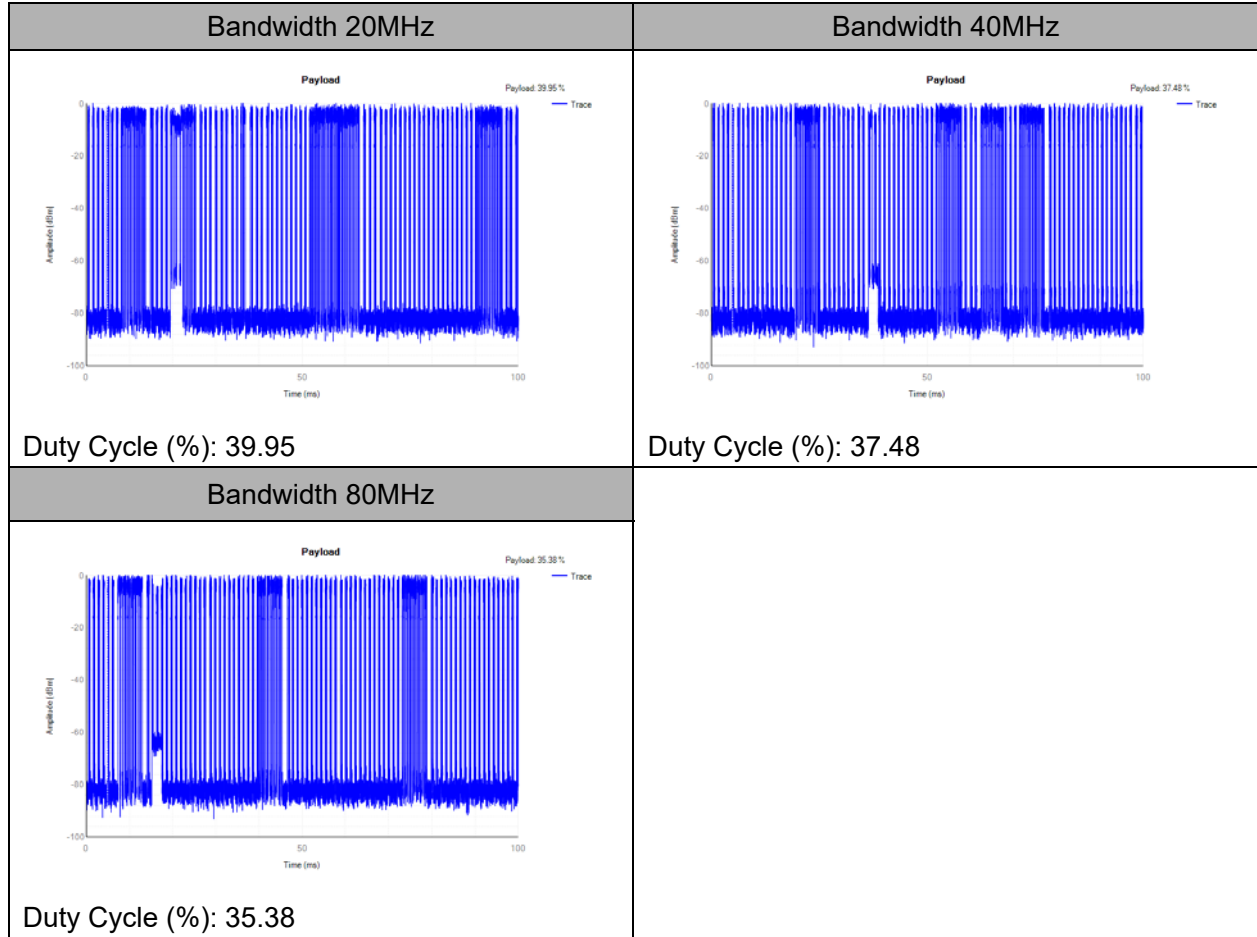 Bandwidth 20MHz
Bandwidth 40MHz
Payload
Payload: 39.95 %
Trace
0
-20
-40
-60
-80
-100
Amplitude [dBm]
0
50
100
Time (ms)
Duty Cycle (%): 39.95
Payload
Payload: 37.48 %
Trace
0
-20
-40
-60
-80
-100
Amplitude [dBm]
0
50
100
Time (ms)
Duty Cycle (%): 37.48
Bandwidth 80MHz
Payload
Payload: 35.38 %
Trace
0
-20
-40
-60
-80
-100
Amplitude [dBm]
0
50
100
Time (ms)
Duty Cycle (%): 35.38